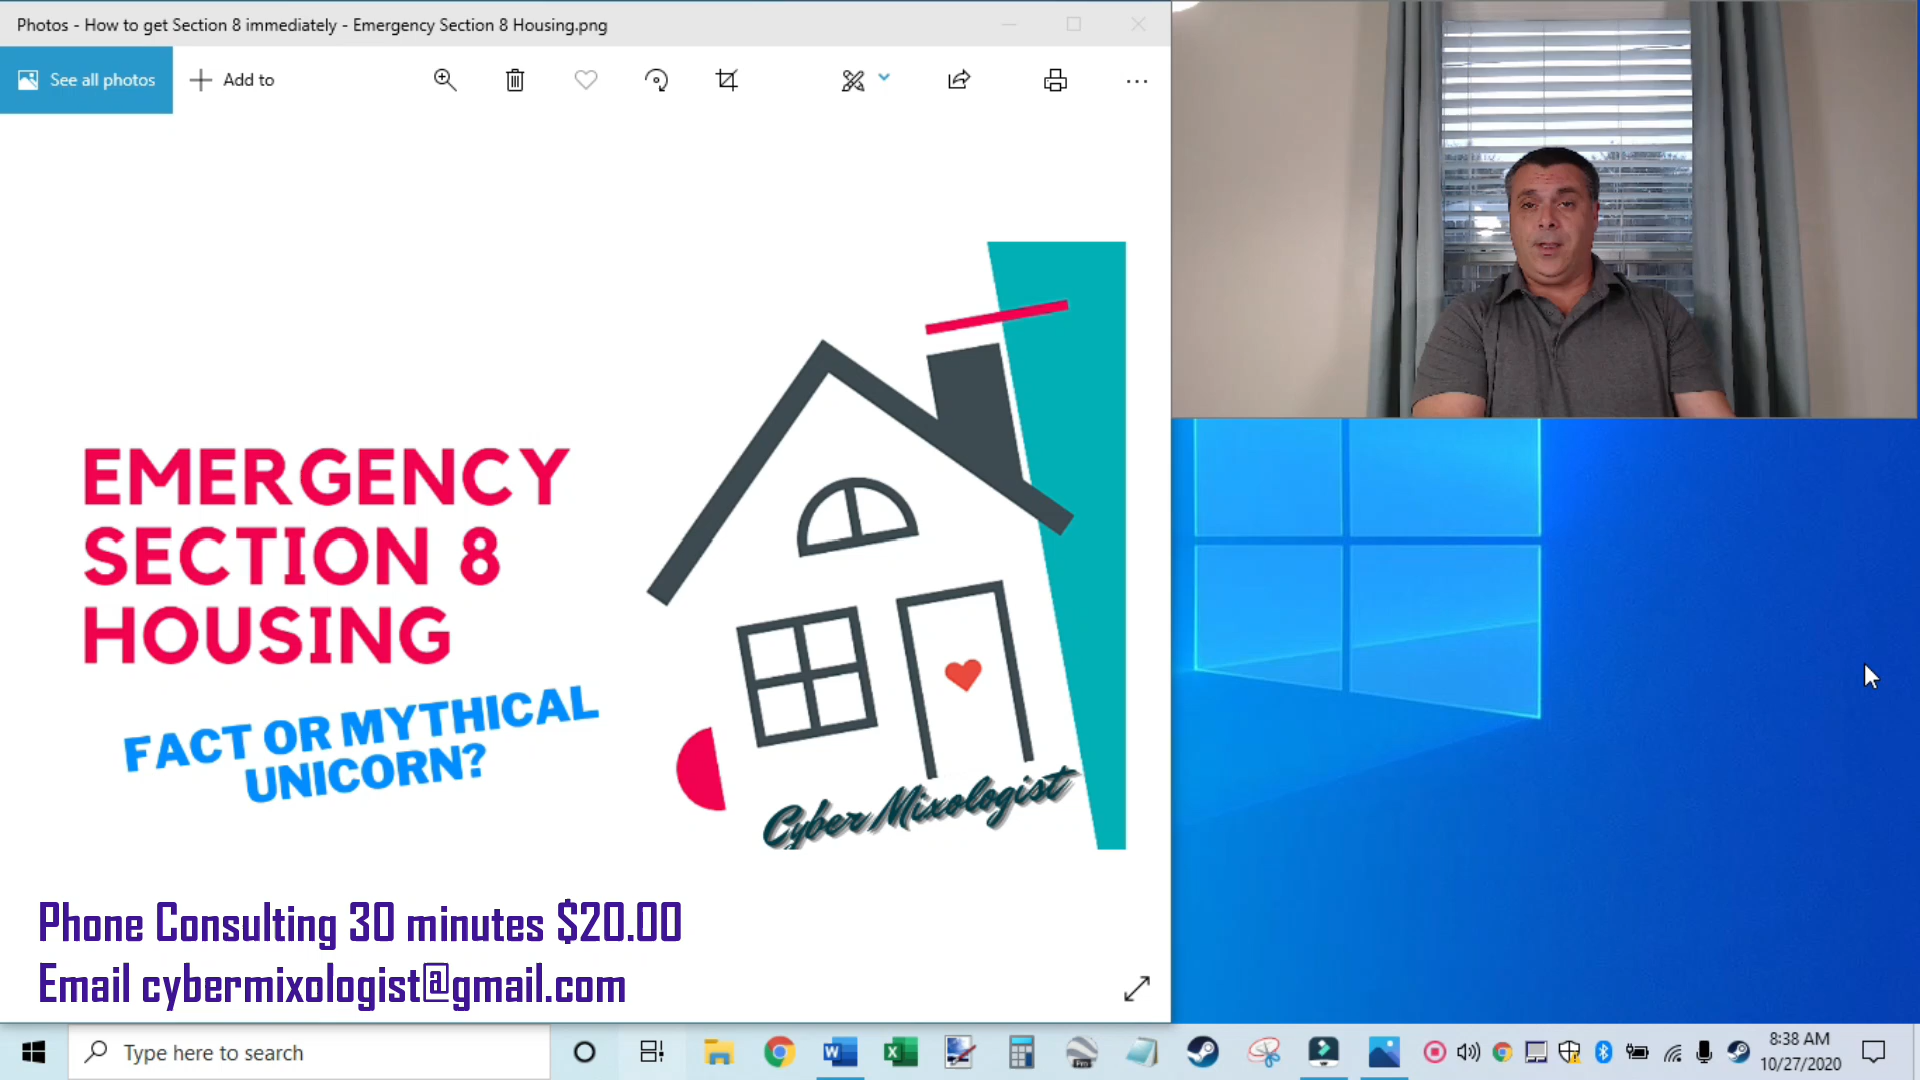 Photos - How to get Section 8 immediately - Emergency Section 8 Housing.png
See all photos
Add to
EMERGENCY
SECTION 8
HOUSING
FACT OR MYTHICAL
UNICORN?
Cyber Mixologist
Phone Consulting 30 minutes $20.00
Email cybermixologist@gmail.com
Type here to search
W
X
Pro
8:38 AM
10/27/2020